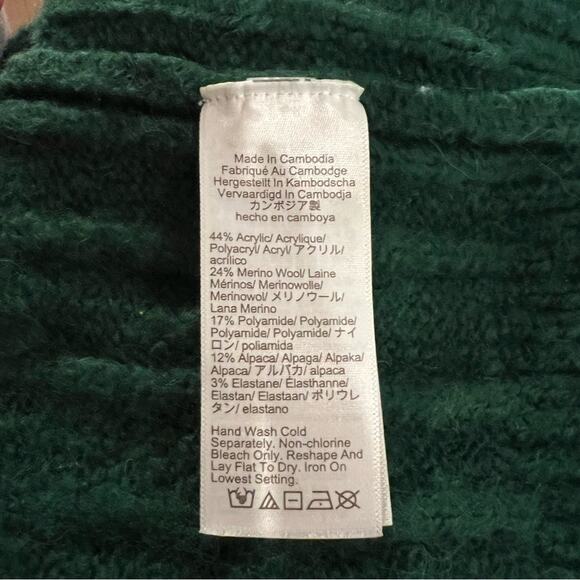 Made In Cambodia
Fabriqué Au Cambodge
Hergestellt In Kambodscha
Vervaardigd In Cambodja
カンボジア製
hecho en camboya
44% Acrylic/ Acrylique/
Polyacryl/ Acryl/ アクリル/
acrílico
24% Merino Wool/ Laine
Mérinos/ Merinowolle/
Merinowol/ メリノウール/
Lana Merino
17% Polyamide/ Polyamide/
Polyamide/ Polyamide/ ナイ
ロン/ poliamida
12% Alpaca/ Alpaga/ Alpaka/
Alpaca/ アルパカ/ alpaca
3% Elastane/ Élasthanne/
Elastan/ Elastaan/ ポリウレ
タン/ elastano
Hand Wash Cold
Separately. Non-chlorine
Bleach Only. Reshape And
Lay Flat To Dry. Iron On
Lowest Setting.